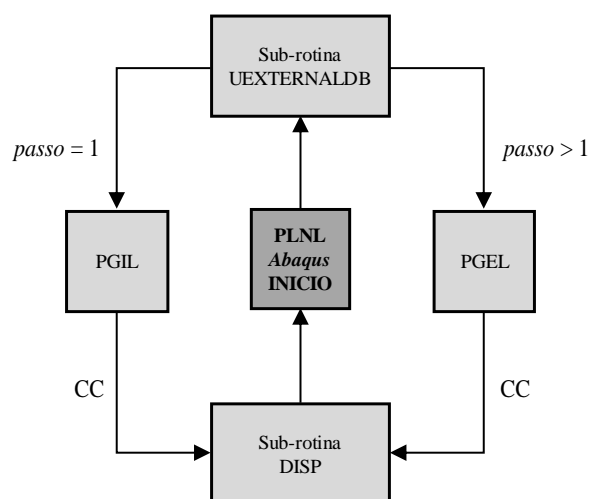 Sub-rotina
UEXTERNALDB
passo = 1
passo > 1
PGIL
PLNL
Abaqus
INICIO
PGEL
CC
CC
Sub-rotina
DISP